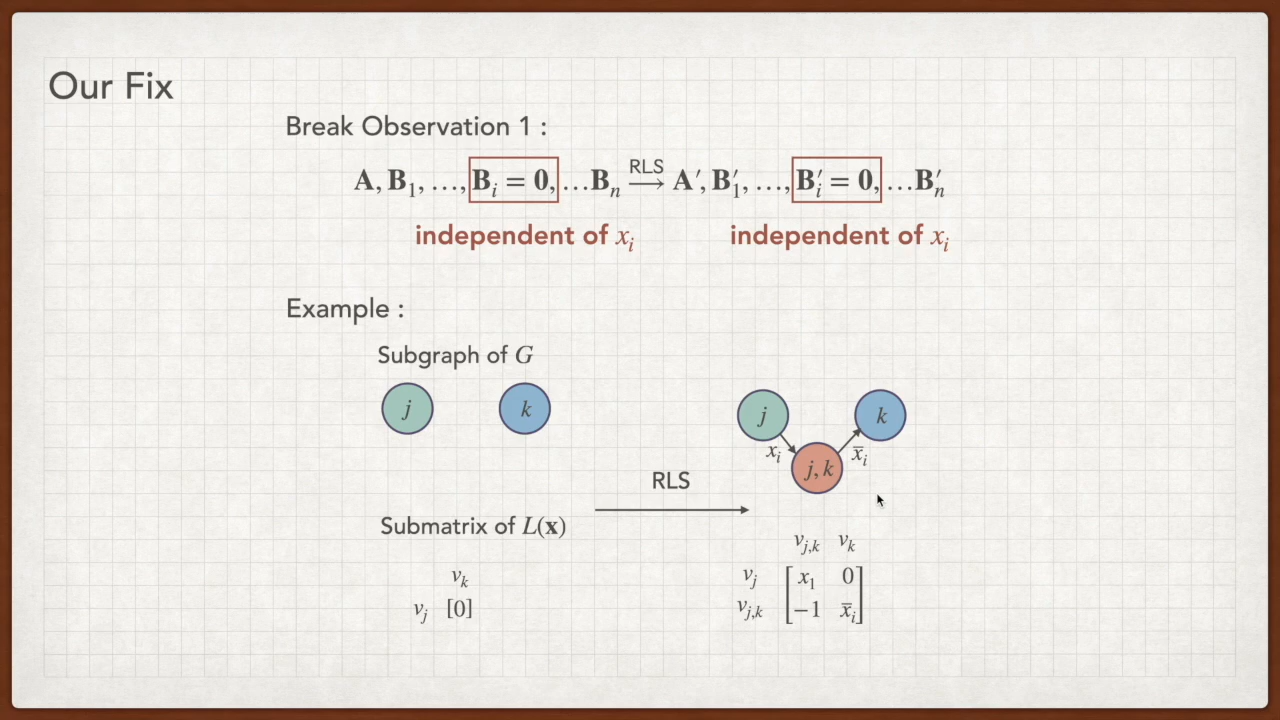 Our Fix
Break Observation 1 :
A, B₁, …, Bᵢ = 0, … Bₙ →(RLS) A′, B′₁, …, B′ᵢ = 0, … B′ₙ
independent of xᵢ independent of xᵢ
Example :
Subgraph of G
j k
j k
xᵢ x̅ᵢ
j, k
RLS
Submatrix of L(x)
vₖ
vⱼ [0]
vⱼ,ₖ vₖ
vⱼ [x₁ 0
vⱼ,ₖ −1 x̅ᵢ]